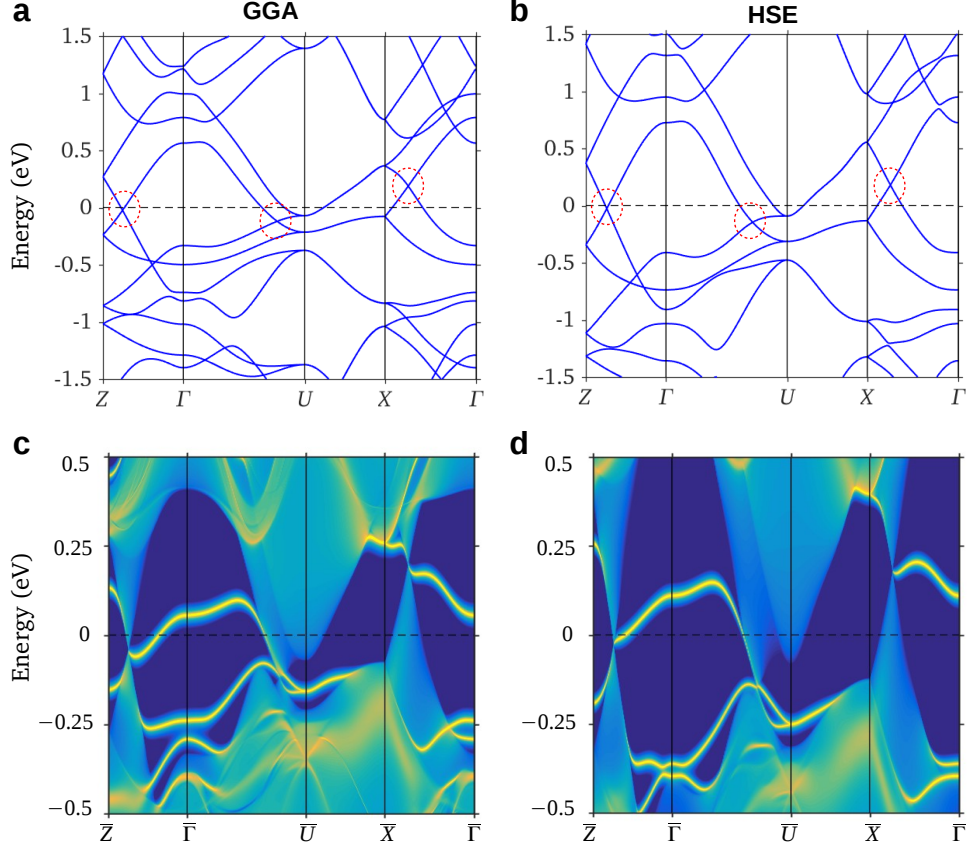 a GGA b HSE
1.5 1.5
1 1
0.5 0.5
Energy (eV)
0 0
-0.5 -0.5
-1 -1
-1.5 -1.5
Z Γ U X Γ Z Γ U X Γ
c d
0.5 0.5
0.25 0.25
Energy (eV)
0 0
−0.25 −0.25
−0.5 −0.5
Z̅ Γ̅ U̅ X̅ Γ̅ Z̅ Γ̅ U̅ X̅ Γ̅